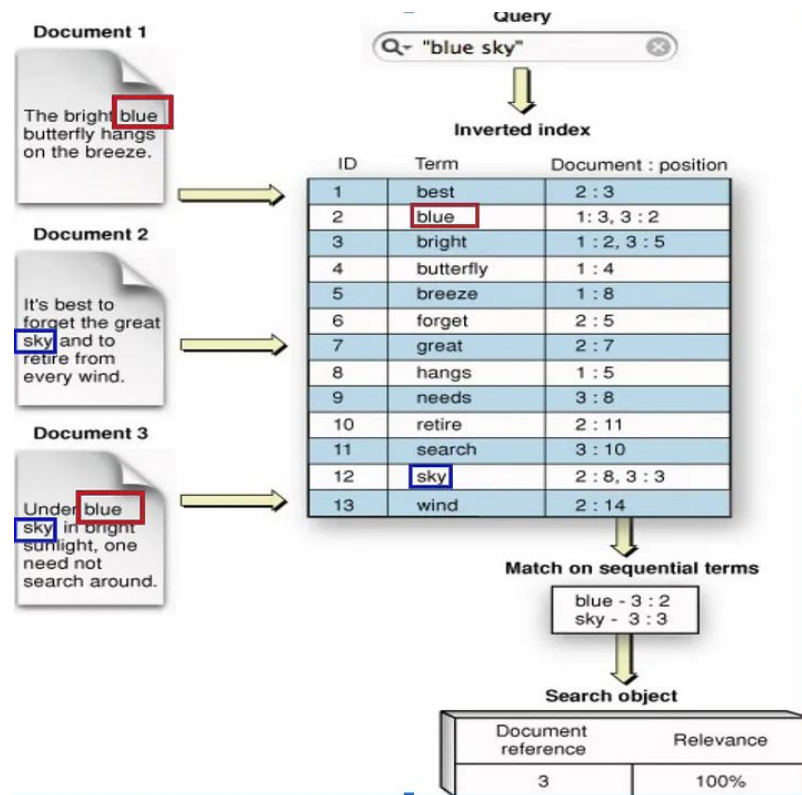 Document 1
The bright blue
butterfly hangs
on the breeze.
Document 2
It's best to
forget the great
sky and to
retire from
every wind.
Document 3
Under blue
sky, in bright
sunlight, one
need not
search around.
Query
"blue sky"
Inverted index
ID Term Document : position
1 best 2 : 3
2 blue 1: 3, 3 : 2
3 bright 1 : 2, 3 : 5
4 butterfly 1 : 4
5 breeze 1 : 8
6 forget 2 : 5
7 great 2 : 7
8 hangs 1 : 5
9 needs 3 : 8
10 retire 2 : 11
11 search 3 : 10
12 sky 2 : 8, 3 : 3
13 wind 2 : 14
Match on sequential terms
blue - 3 : 2
sky - 3 : 3
Search object
Document
reference Relevance
3 100%